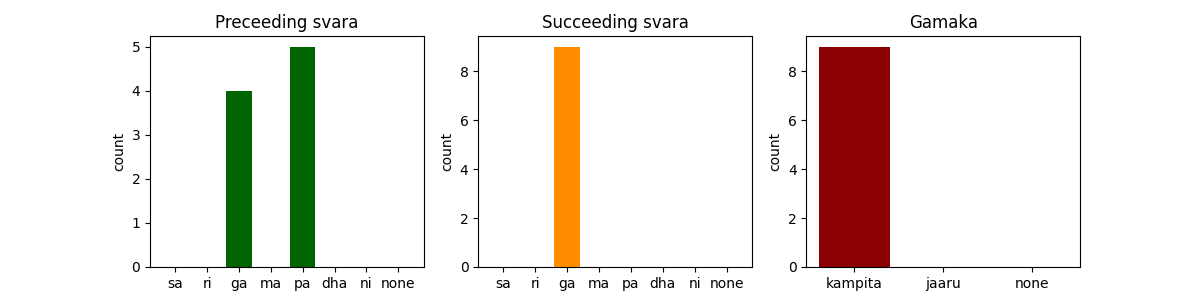 Preceeding svara
count
5
4
3
2
1
0
sa ri ga ma pa dha ni none
Succeeding svara
count
8
6
4
2
0
sa ri ga ma pa dha ni none
Gamaka
count
8
6
4
2
0
kampita jaaru none